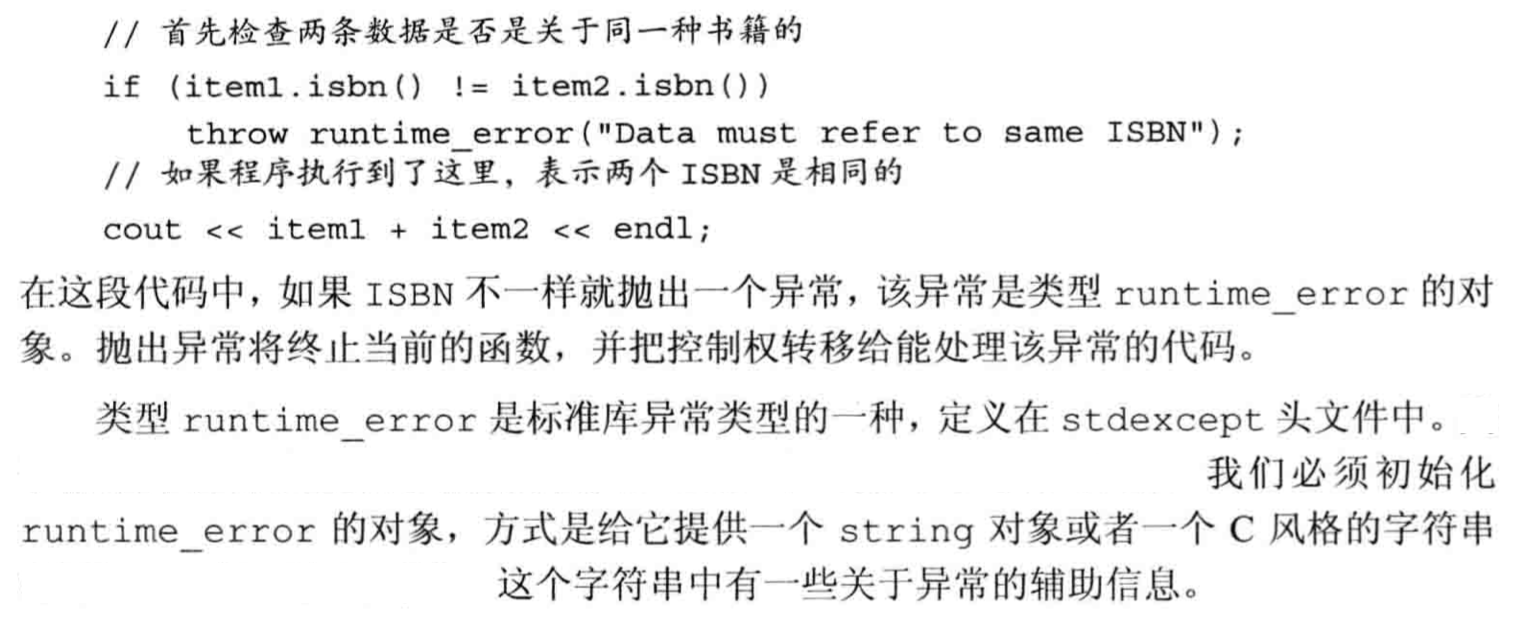 // 首先检查两条数据是否是关于同一种书籍的
if (item1.isbn() != item2.isbn())
    throw runtime_error("Data must refer to same ISBN");
// 如果程序执行到了这里，表示两个 ISBN 是相同的
cout << item1 + item2 << endl;
在这段代码中，如果 ISBN 不一样就抛出一个异常，该异常是类型 runtime_error 的对
象。抛出异常将终止当前的函数，并把控制权转移给能处理该异常的代码。
类型 runtime_error 是标准库异常类型的一种，定义在 stdexcept 头文件中。
我们必须初始化
runtime_error 的对象，方式是给它提供一个 string 对象或者一个 C 风格的字符串
这个字符串中有一些关于异常的辅助信息。